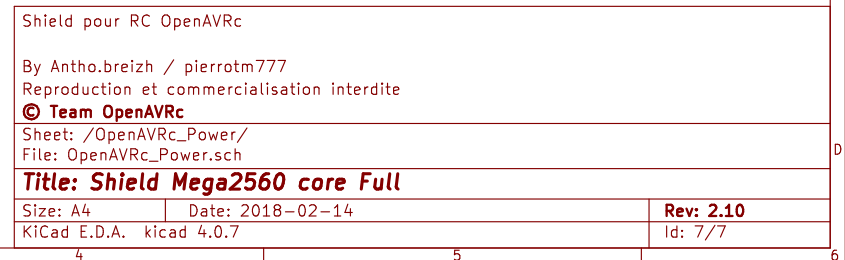 Shield pour RC OpenAVRc
By Antho.breizh / pierrotm777
Reproduction et commercialisation interdite
© Team OpenAVRc
Sheet: /OpenAVRc_Power/
File: OpenAVRc_Power.sch
D
Title: Shield Mega2560 core Full
Size: A4 Date: 2018-02-14 Rev: 2.10
KiCad E.D.A. kicad 4.0.7 Id: 7/7
4 5 6